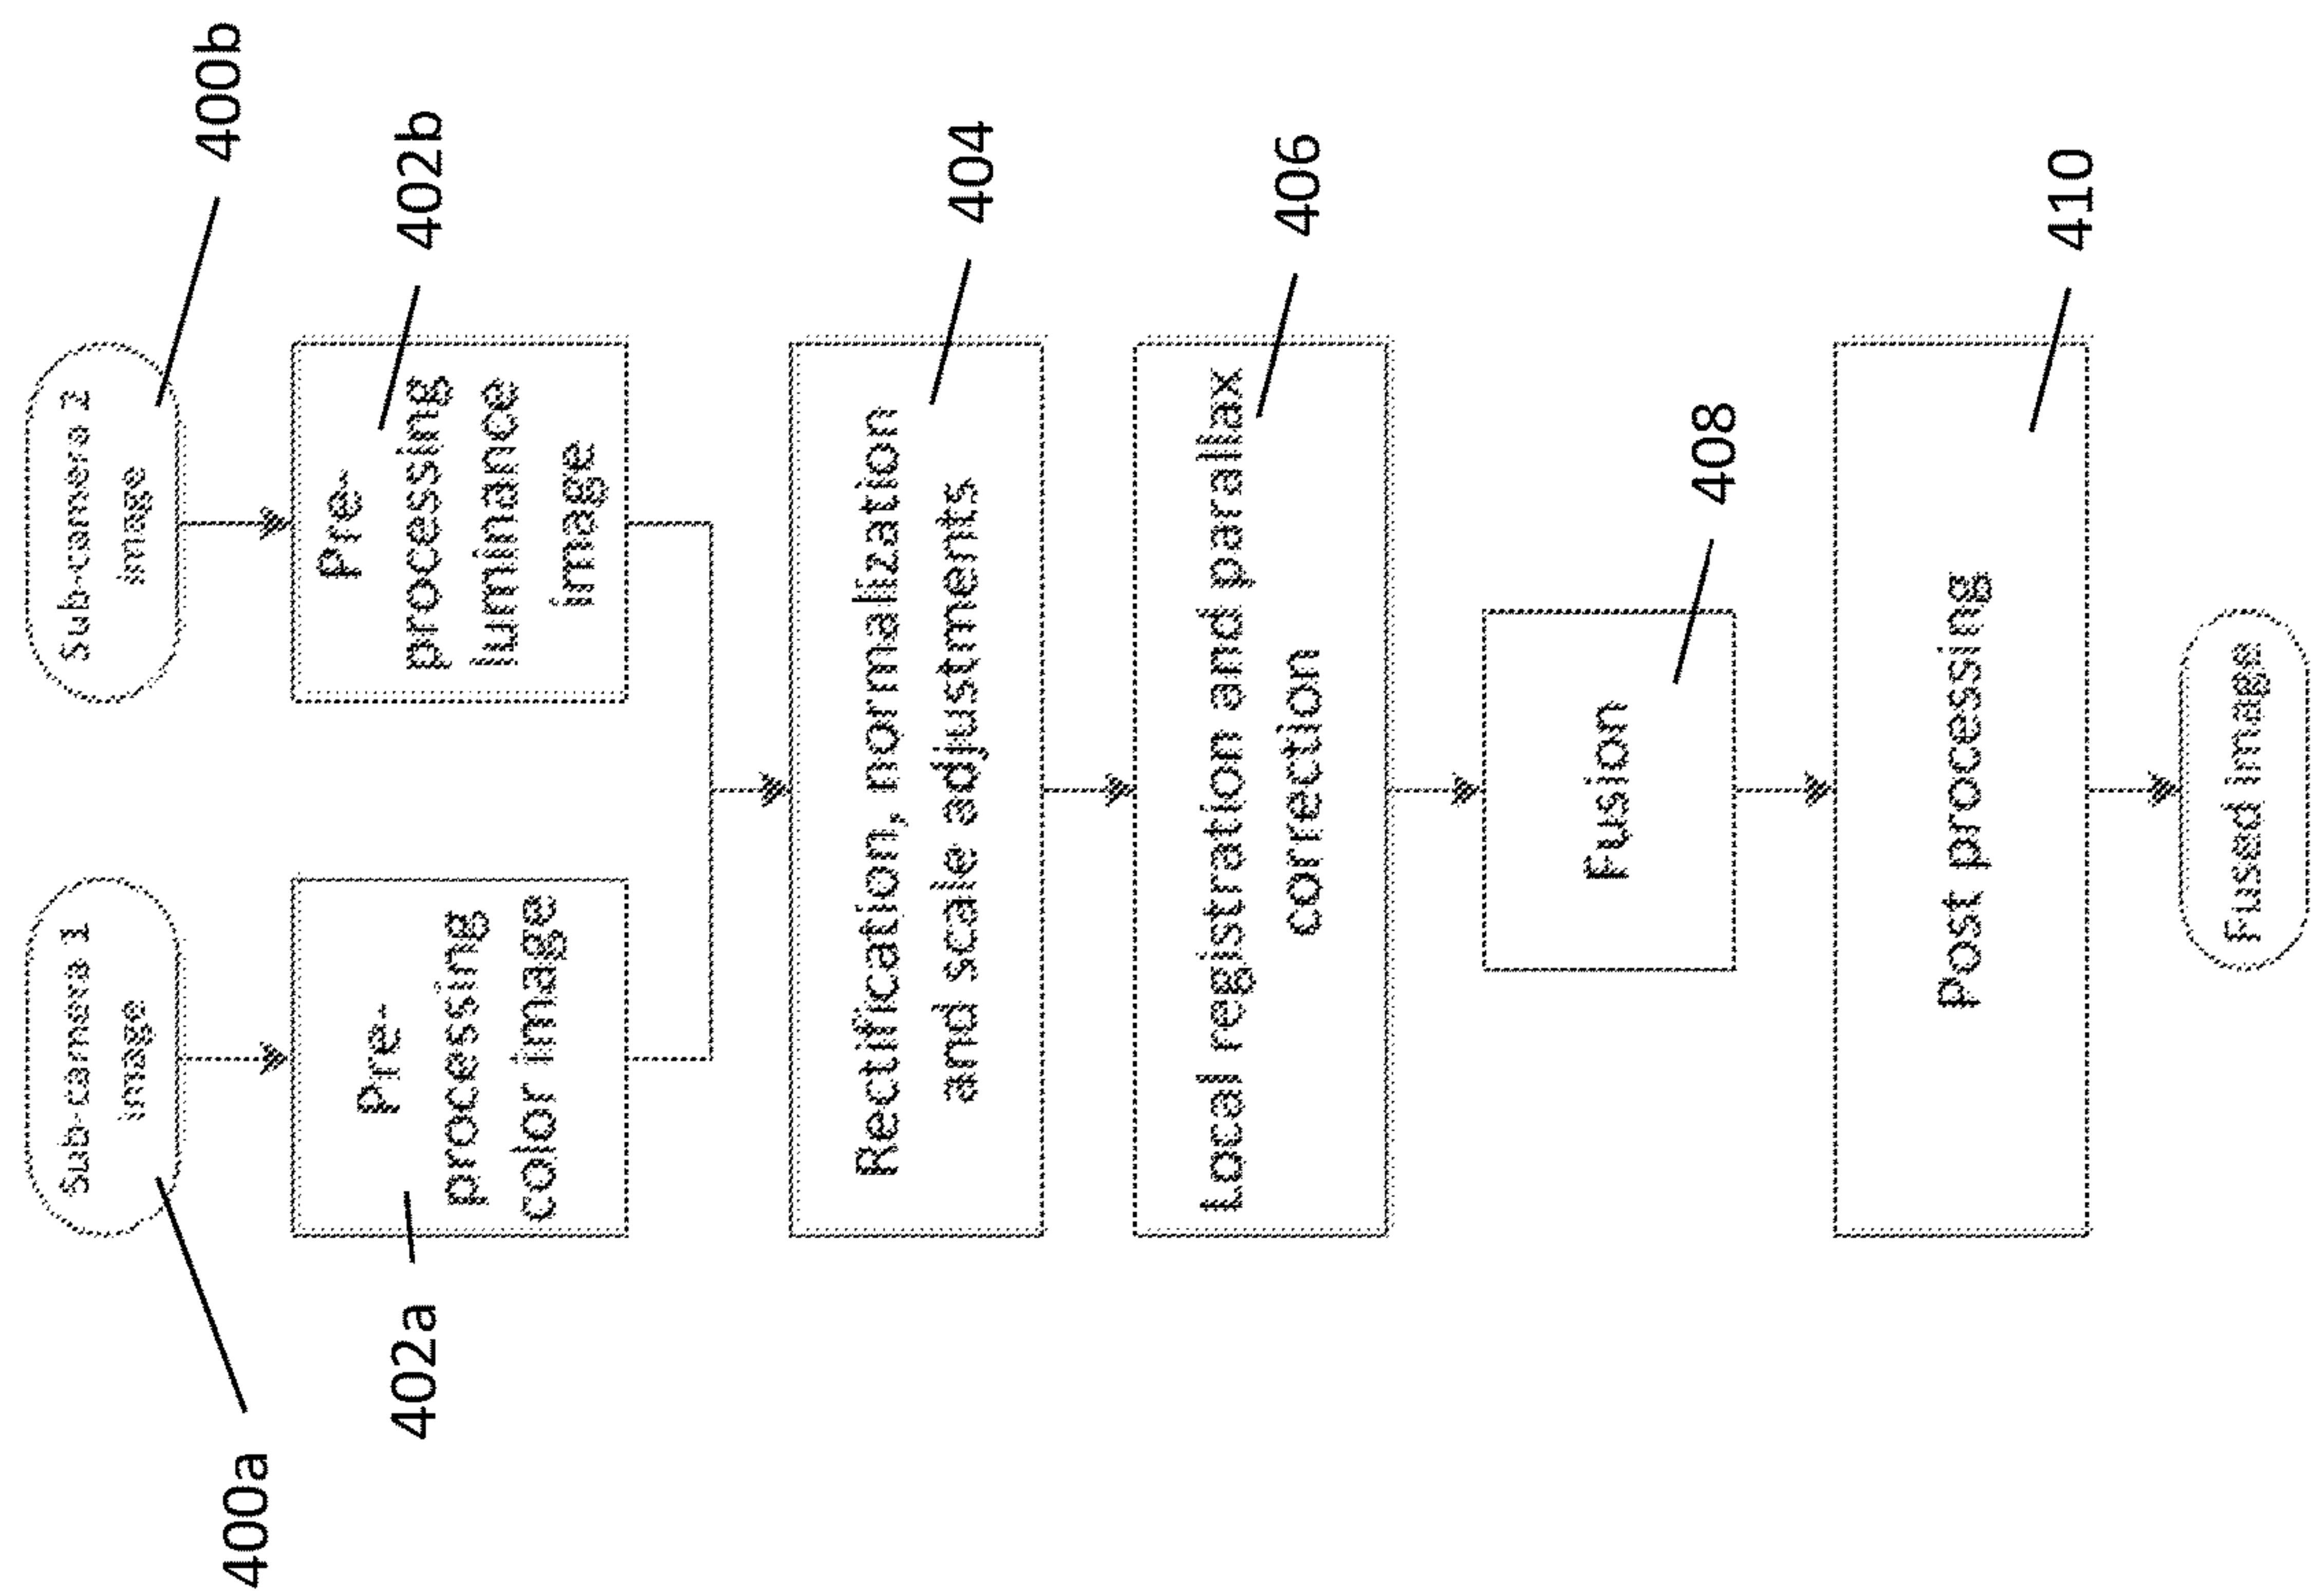 400a
Sub-camera 1
image
Sub-camera 2
image
400b
402a
Pre-
processing
color image
Pre-
processing
luminance
image
402b
Rectification, normalization
and scale adjustments
404
Local registration and parallax
correction
406
Fusion
408
Post processing
410
Fused image